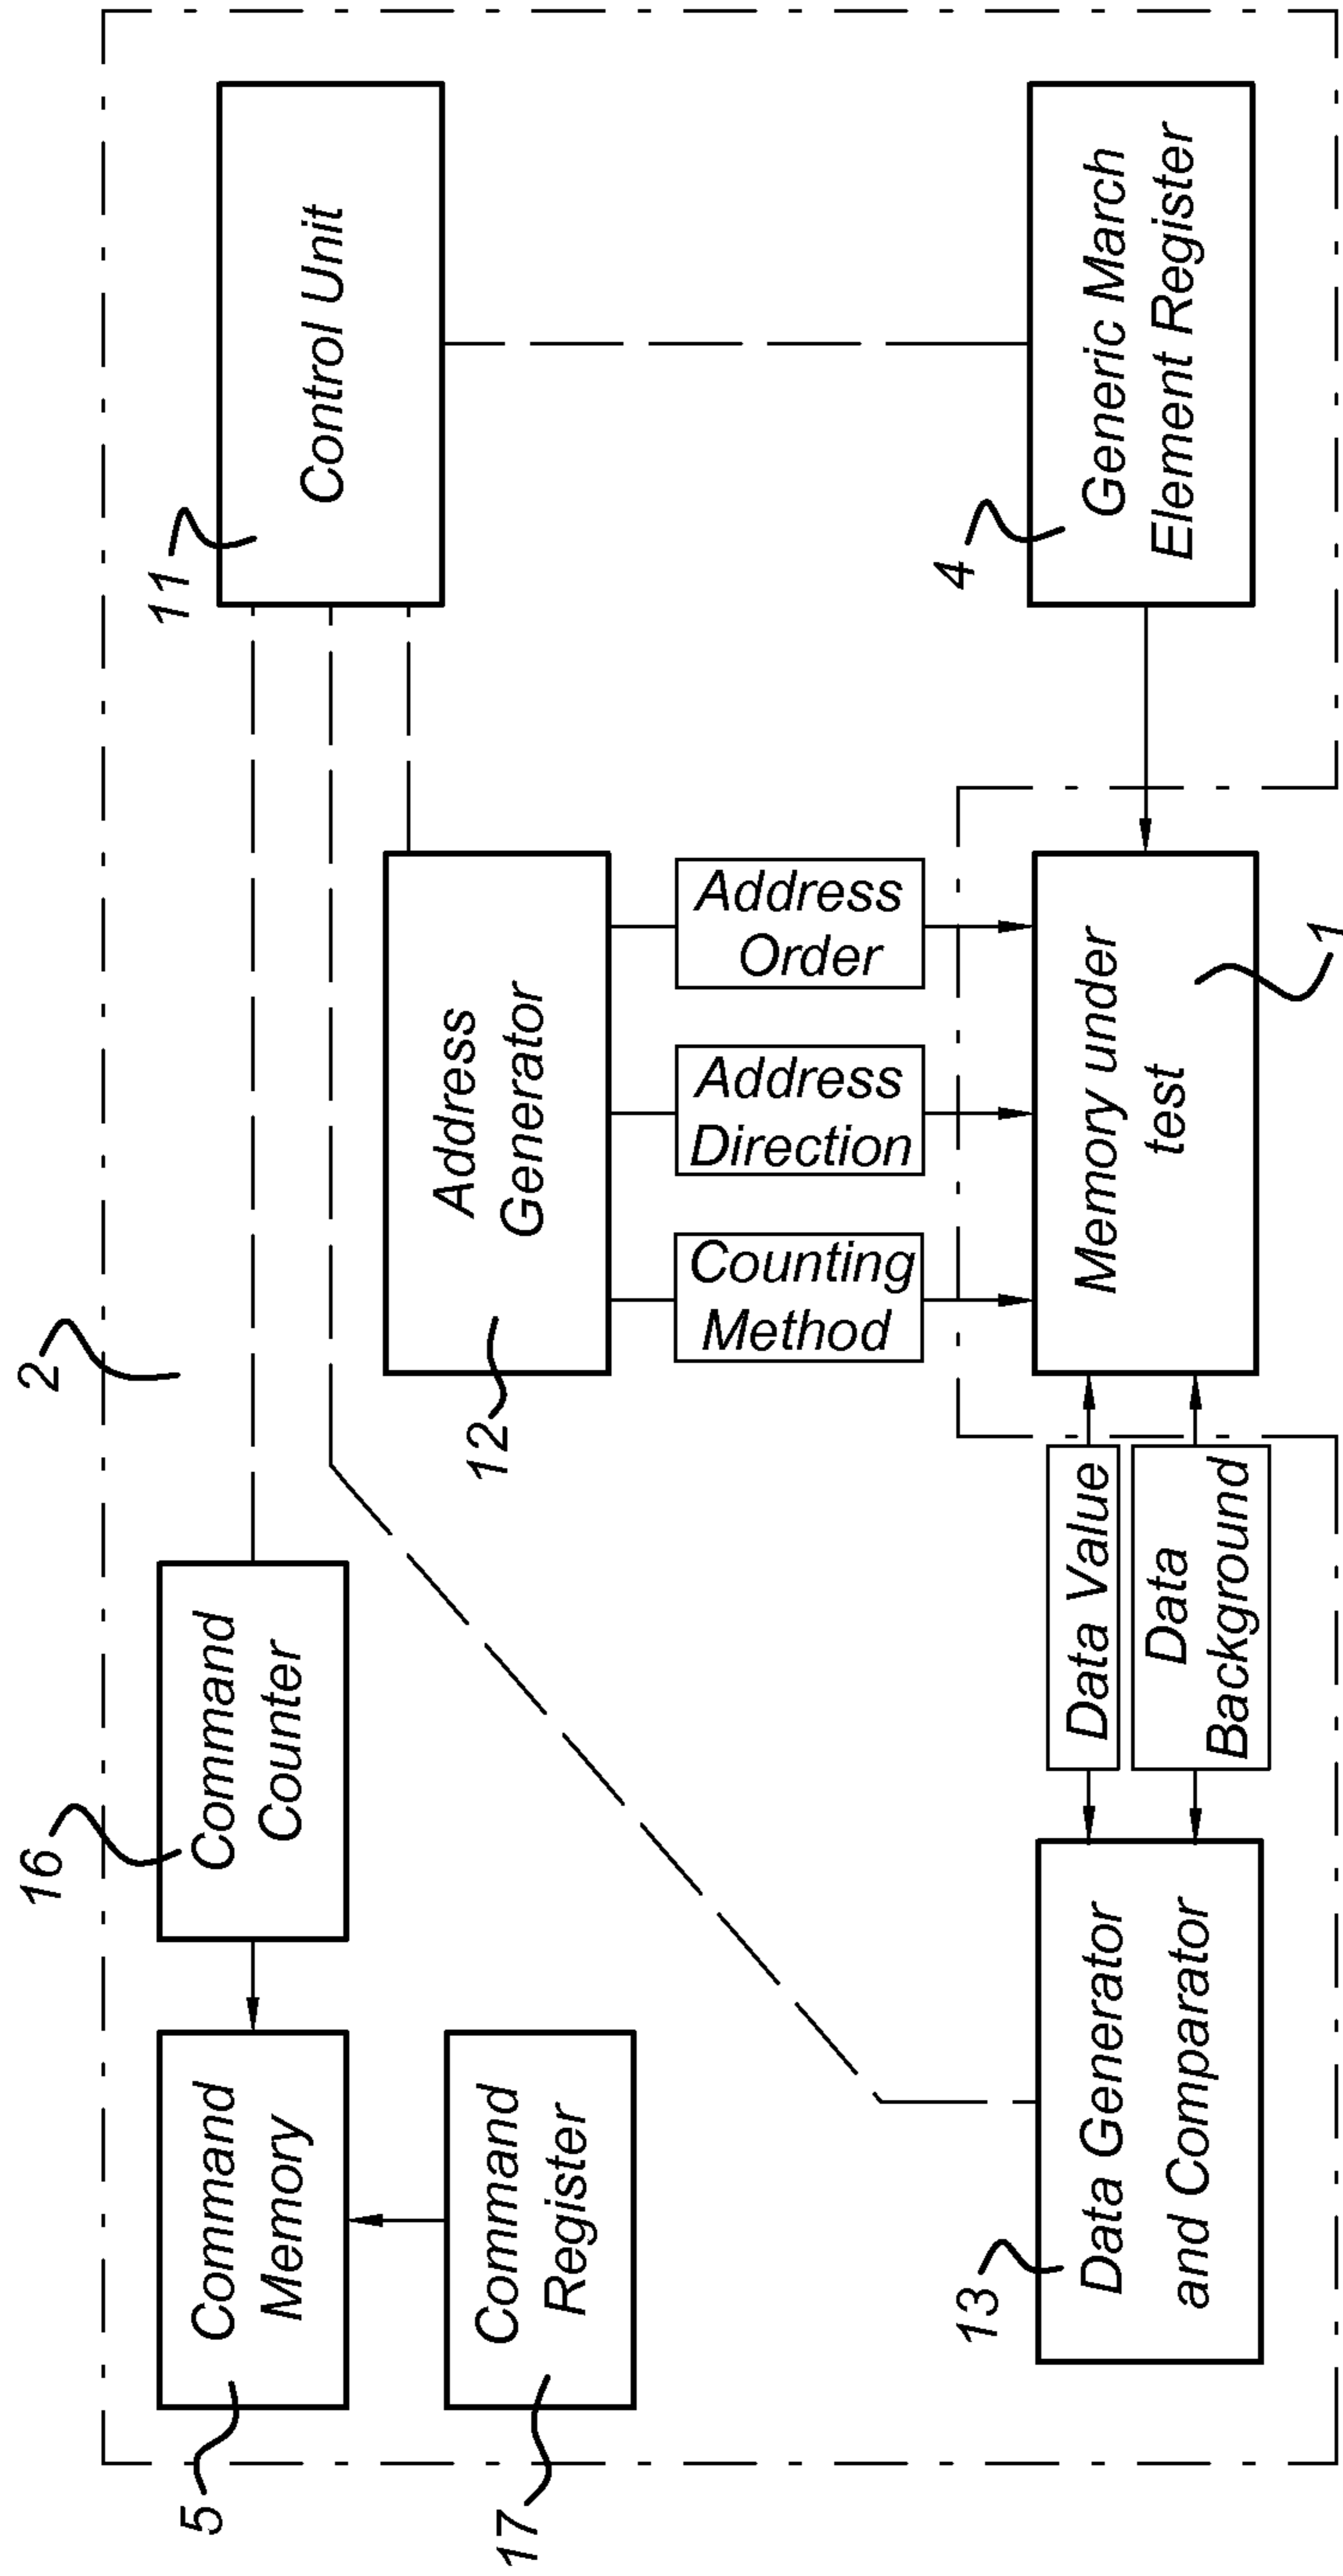 5
Command
Memory
16
Command
Counter
2
11
Control Unit
17
Command
Register
12
Address
Generator
Counting
Method
Address
Direction
Address
Order
13
Data Generator
and Comparator
Data Value
Data
Background
Memory under
test
1
4
Generic March
Element Register